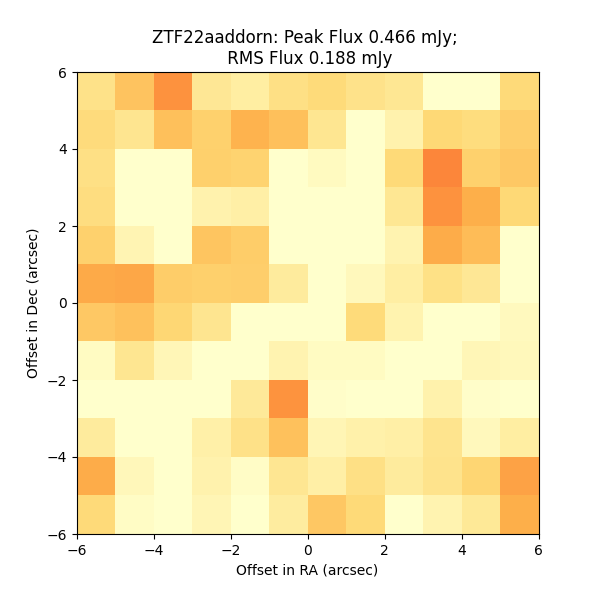 ZTF22aaddorn: Peak Flux 0.466 mJy;
RMS Flux 0.188 mJy
6
4
2
0
−2
−4
−6
Offset in Dec (arcsec)
−6 −4 −2 0 2 4 6
Offset in RA (arcsec)